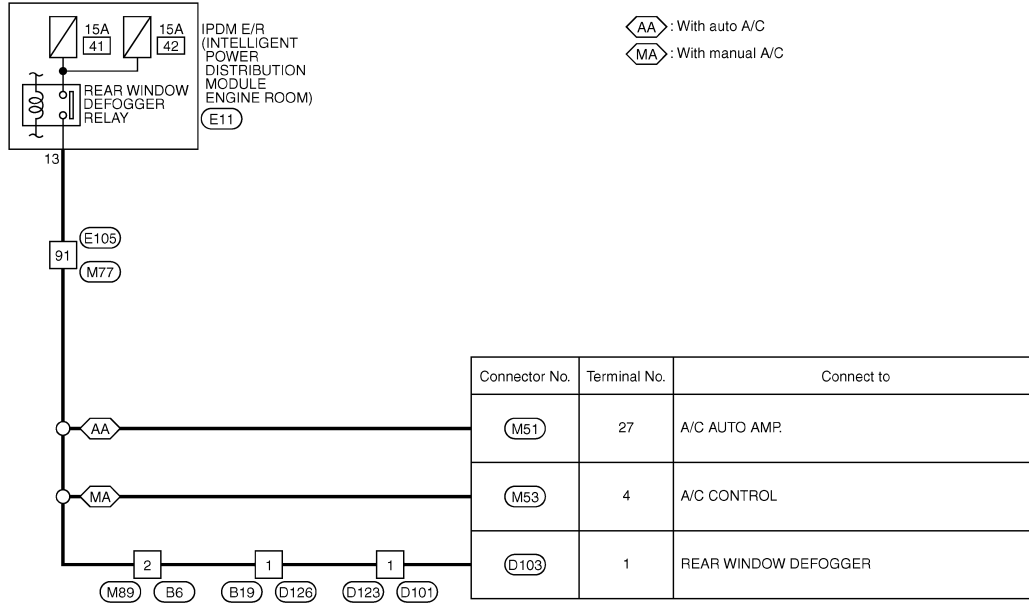 15A
41
15A
42
IPDM E/R
(INTELLIGENT
POWER
DISTRIBUTION
MODULE
ENGINE ROOM)
E11
REAR WINDOW
DEFOGGER
RELAY
AA : With auto A/C
MA : With manual A/C
13
E105
91
M77
Connector No. Terminal No. Connect to
AA
M51 27 A/C AUTO AMP.
MA
M53 4 A/C CONTROL
2 1 1
D103 1 REAR WINDOW DEFOGGER
M89 B6 B19 D126 D123 D101